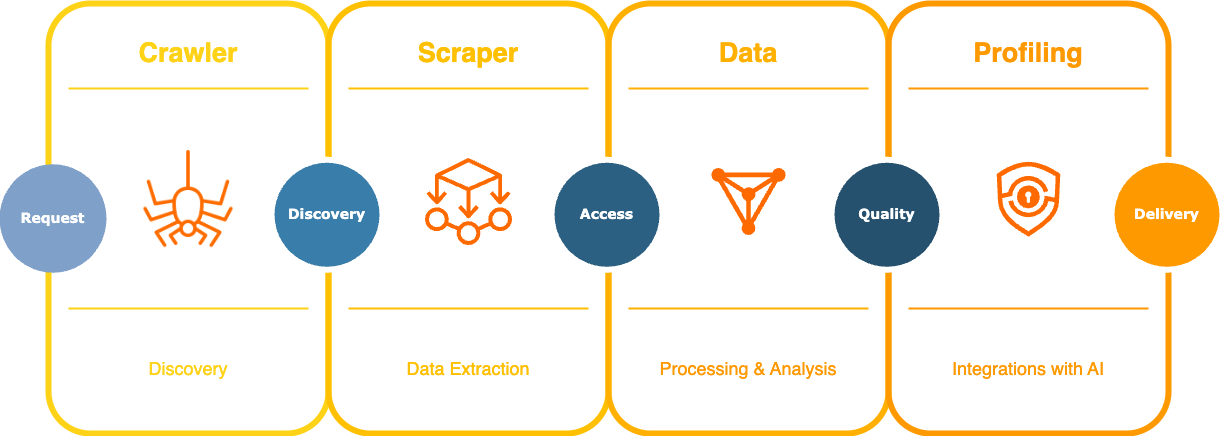 Crawler
Scraper
Data
Profiling
Request
Discovery
Access
Quality
Delivery
Discovery
Data Extraction
Processing & Analysis
Integrations with AI